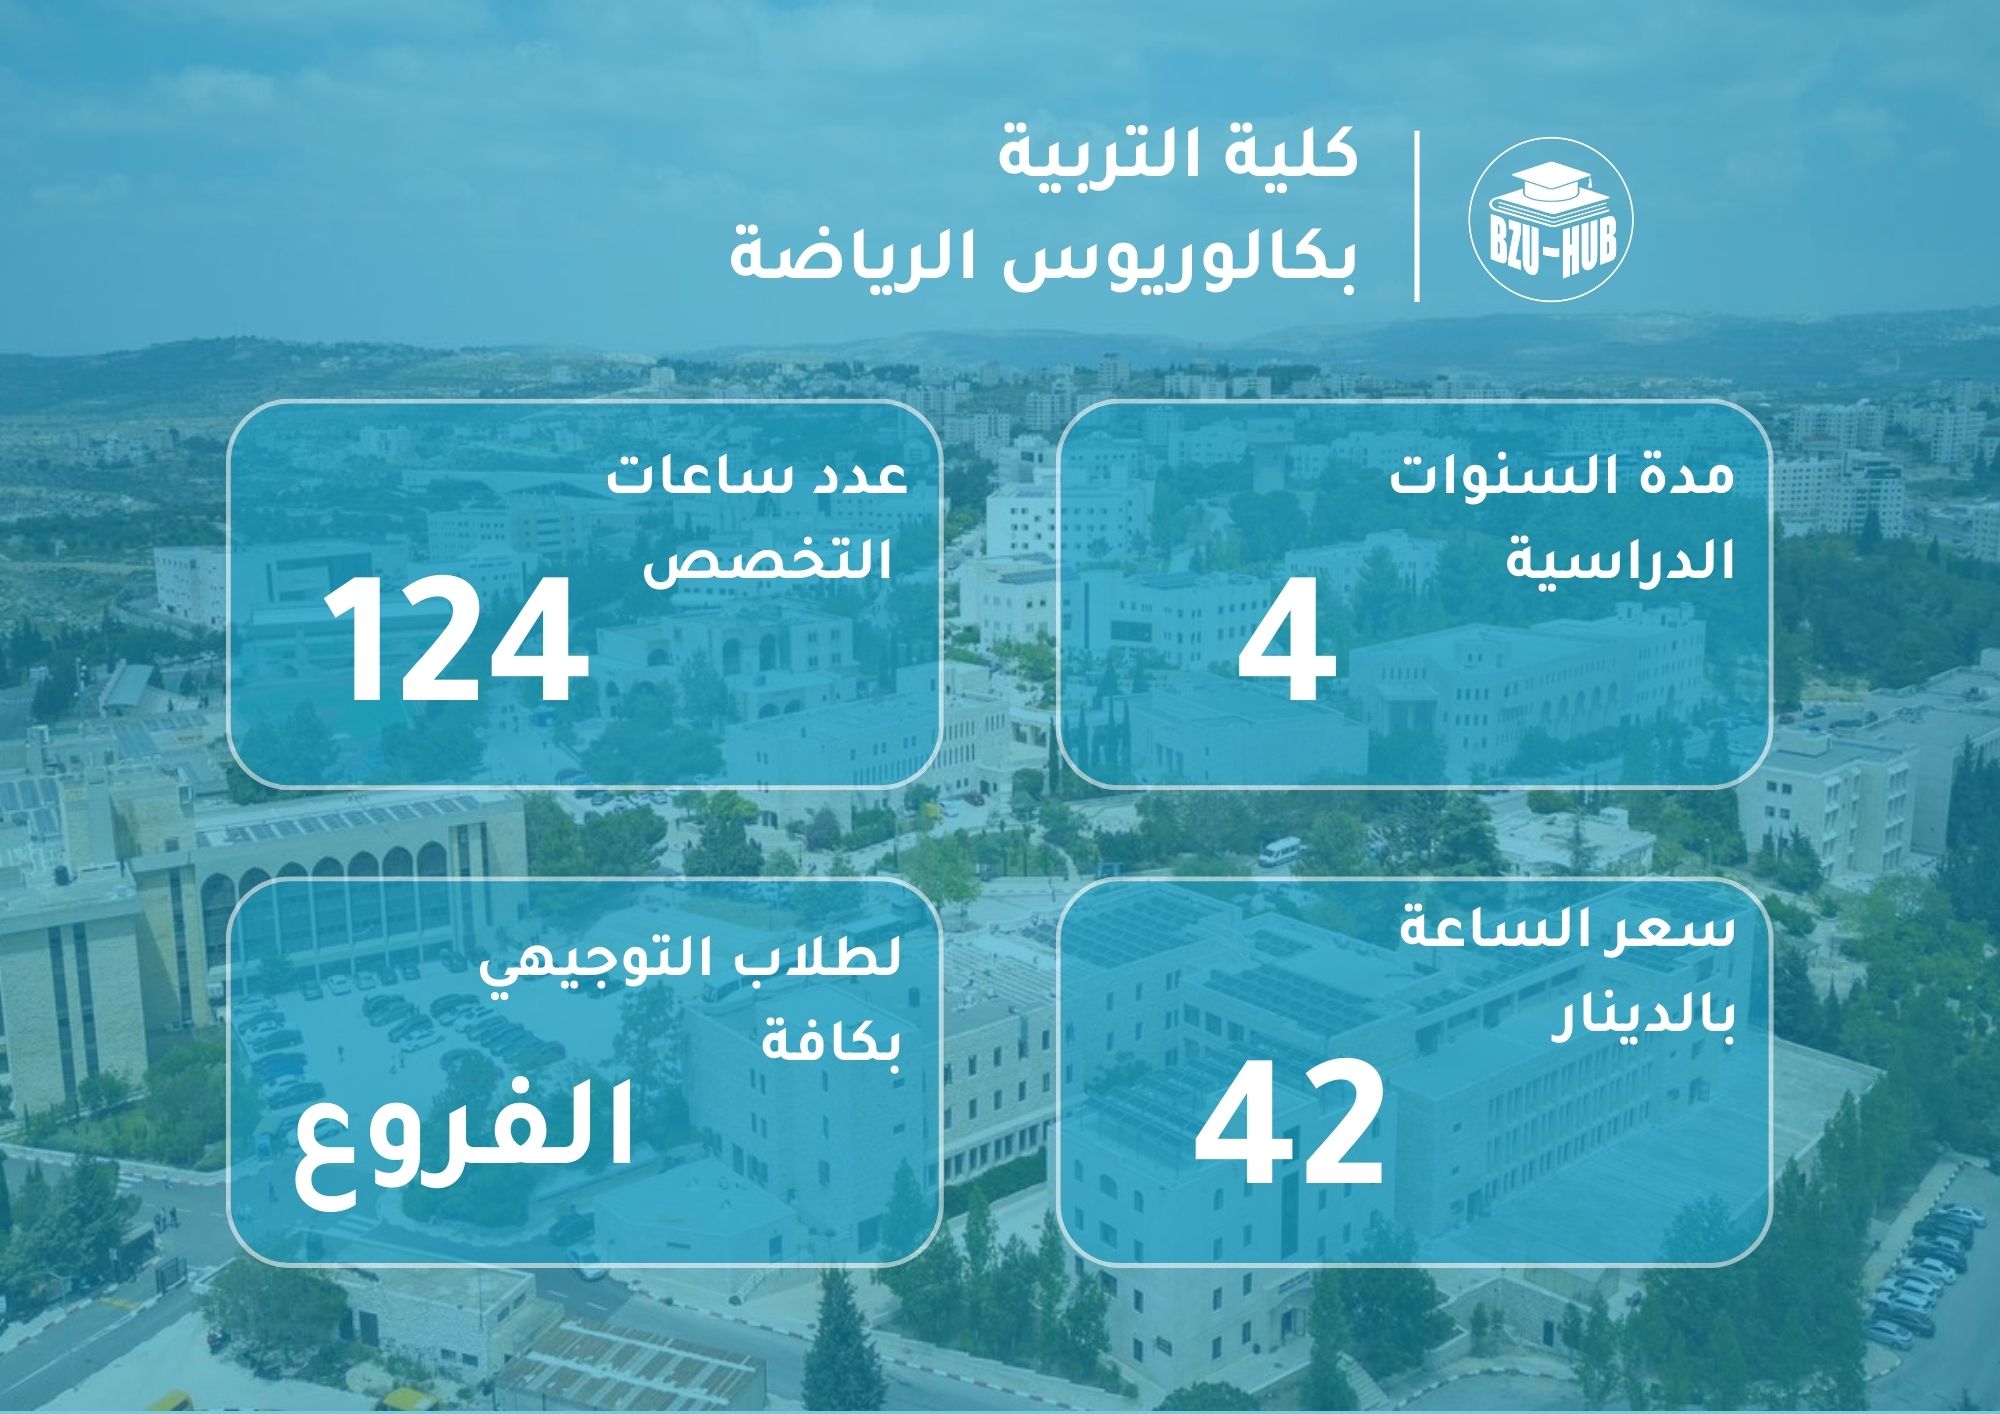 كلية التربية
بكالوريوس الرياضة
BZU-HUB
مدة السنوات
الدراسية
4
عدد ساعات
التخصص
124
سعر الساعة
بالدينار
42
لطلاب التوجيهي
بكافة
الفروع